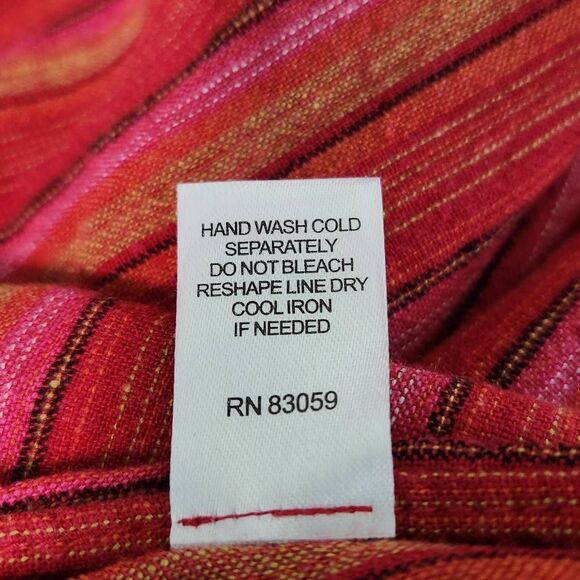 HAND WASH COLD
SEPARATELY
DO NOT BLEACH
RESHAPE LINE DRY
COOL IRON
IF NEEDED
RN 83059